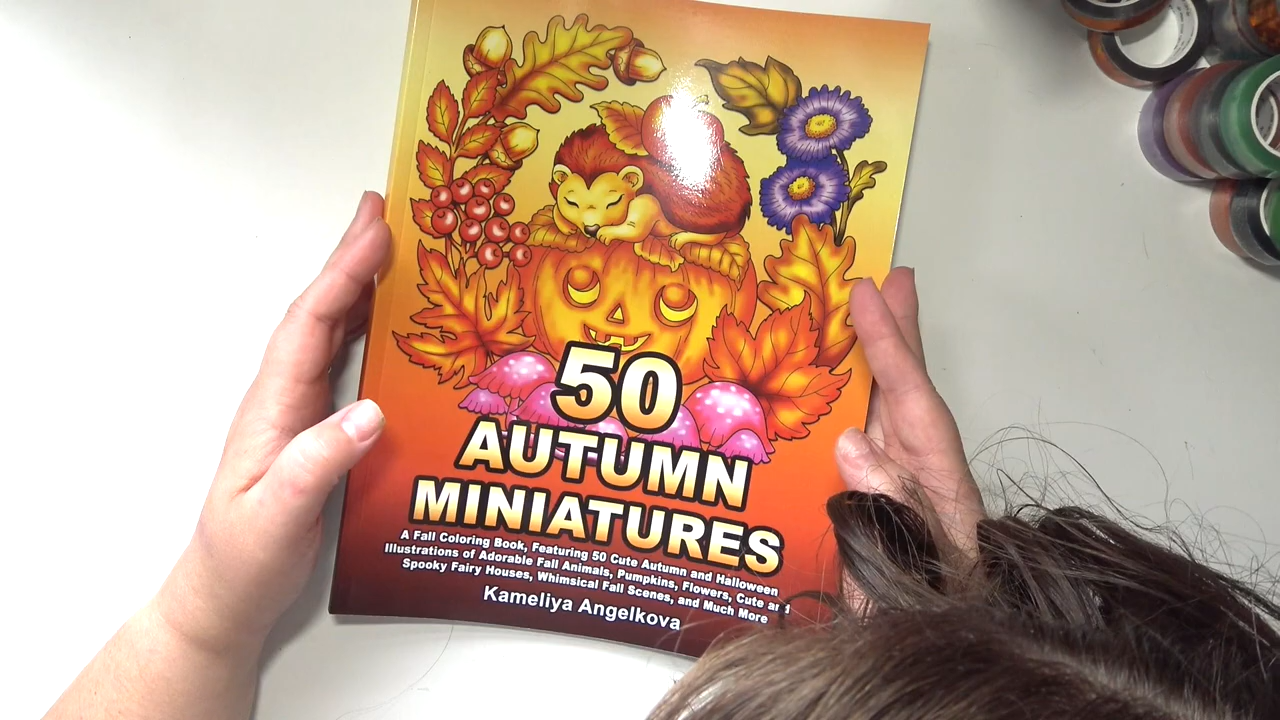 50
AUTUMN
MINIATURES
A Fall Coloring Book, Featuring 50 Cute Autumn and Halloween
Illustrations of Adorable Fall Animals, Pumpkins, Flowers, Cute and
Spooky Fairy Houses, Whimsical Fall Scenes, and Much More
Kameliya Angelkova